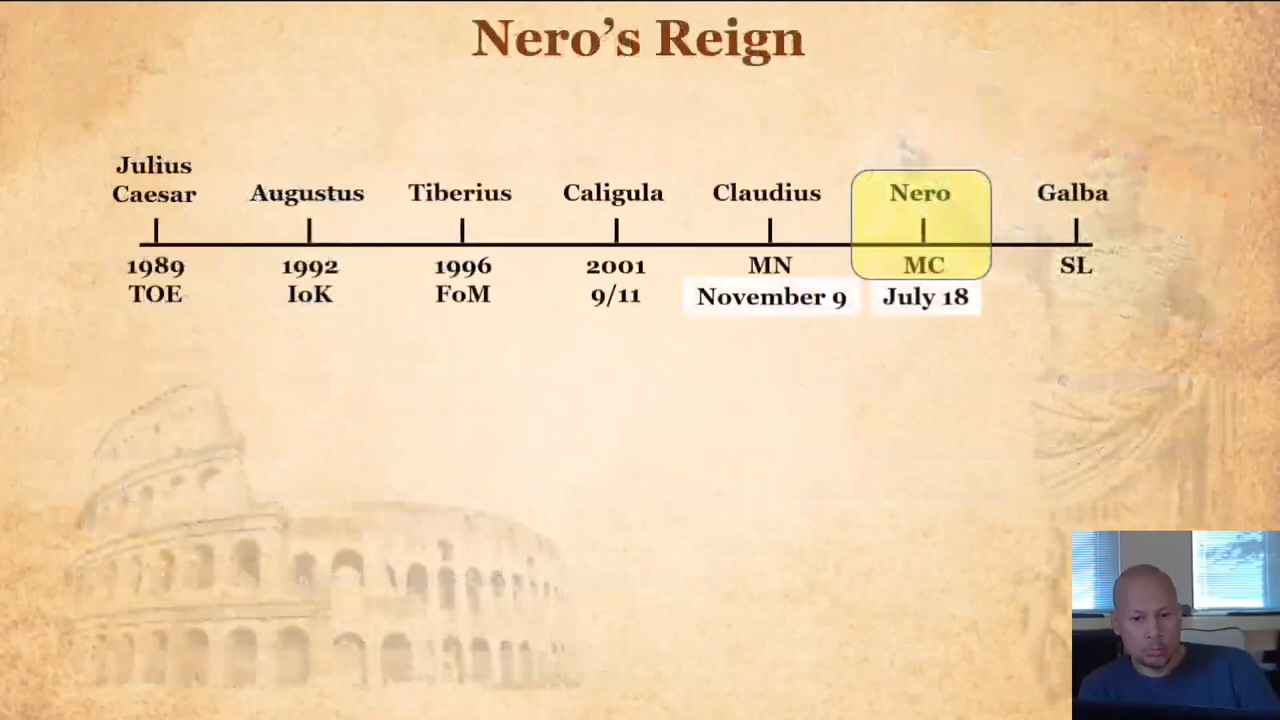 Nero's Reign
Julius
Caesar
Augustus
Tiberius
Caligula
Claudius
Nero
Galba
1989
TOE
1992
IoK
1996
FoM
2001
9/11
MN
November 9
MC
July 18
SL